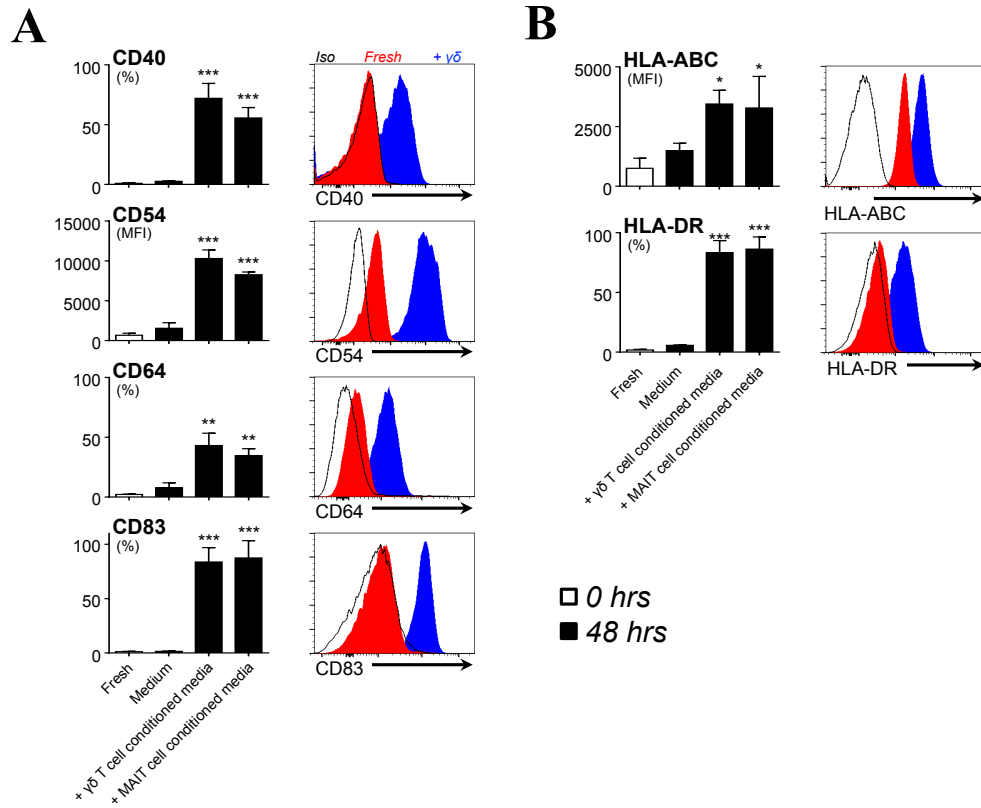 A
CD40
(%)
100
50
0
***
***
Iso Fresh + γδ
CD40
CD54
(MFI)
15000
10000
5000
0
***
***
CD54
CD64
(%)
100
50
0
**
**
CD64
CD83
(%)
100
50
0
***
***
CD83
Fresh
Medium
+ γδ T cell conditioned media
+ MAIT cell conditioned media
B
HLA-ABC
(MFI)
5000
2500
0
*
*
HLA-ABC
HLA-DR
(%)
100
50
0
***
***
HLA-DR
Fresh
Medium
+ γδ T cell conditioned media
+ MAIT cell conditioned media
0 hrs
48 hrs